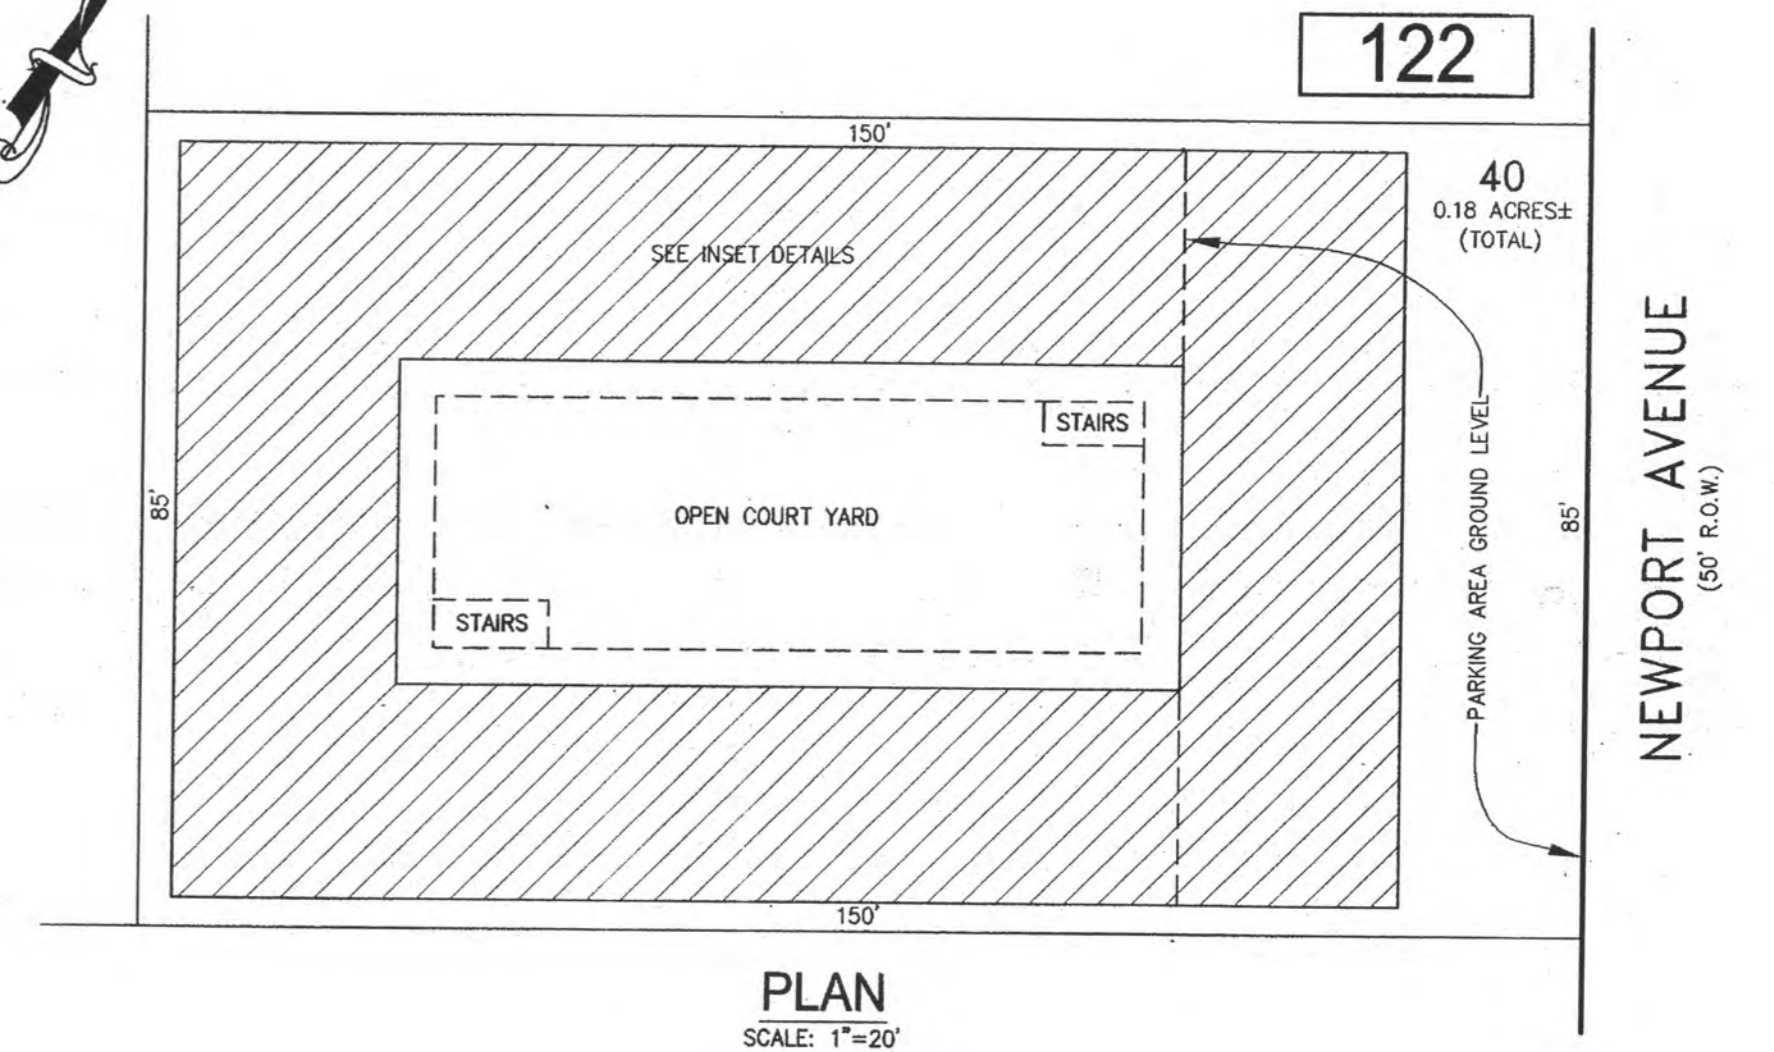 122
150'
40
0.18 ACRES±
(TOTAL)
SEE INSET DETAILS
STAIRS
OPEN COURT YARD
STAIRS
85'
PARKING AREA GROUND LEVEL
85'
NEWPORT AVENUE
(50' R.O.W.)
150'
PLAN
SCALE: 1"=20'